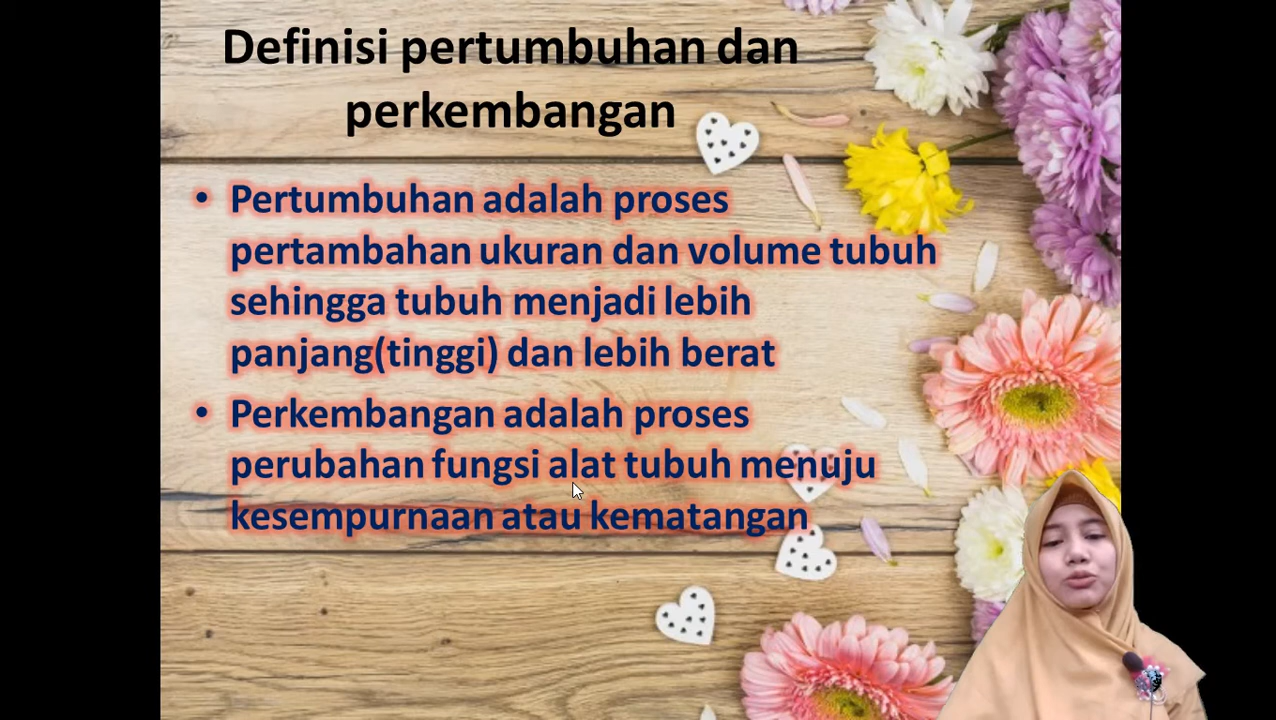 Definisi pertumbuhan dan
perkembangan
• Pertumbuhan adalah proses
pertambahan ukuran dan volume tubuh
sehingga tubuh menjadi lebih
panjang(tinggi) dan lebih berat
• Perkembangan adalah proses
perubahan fungsi alat tubuh menuju
kesempurnaan atau kematangan